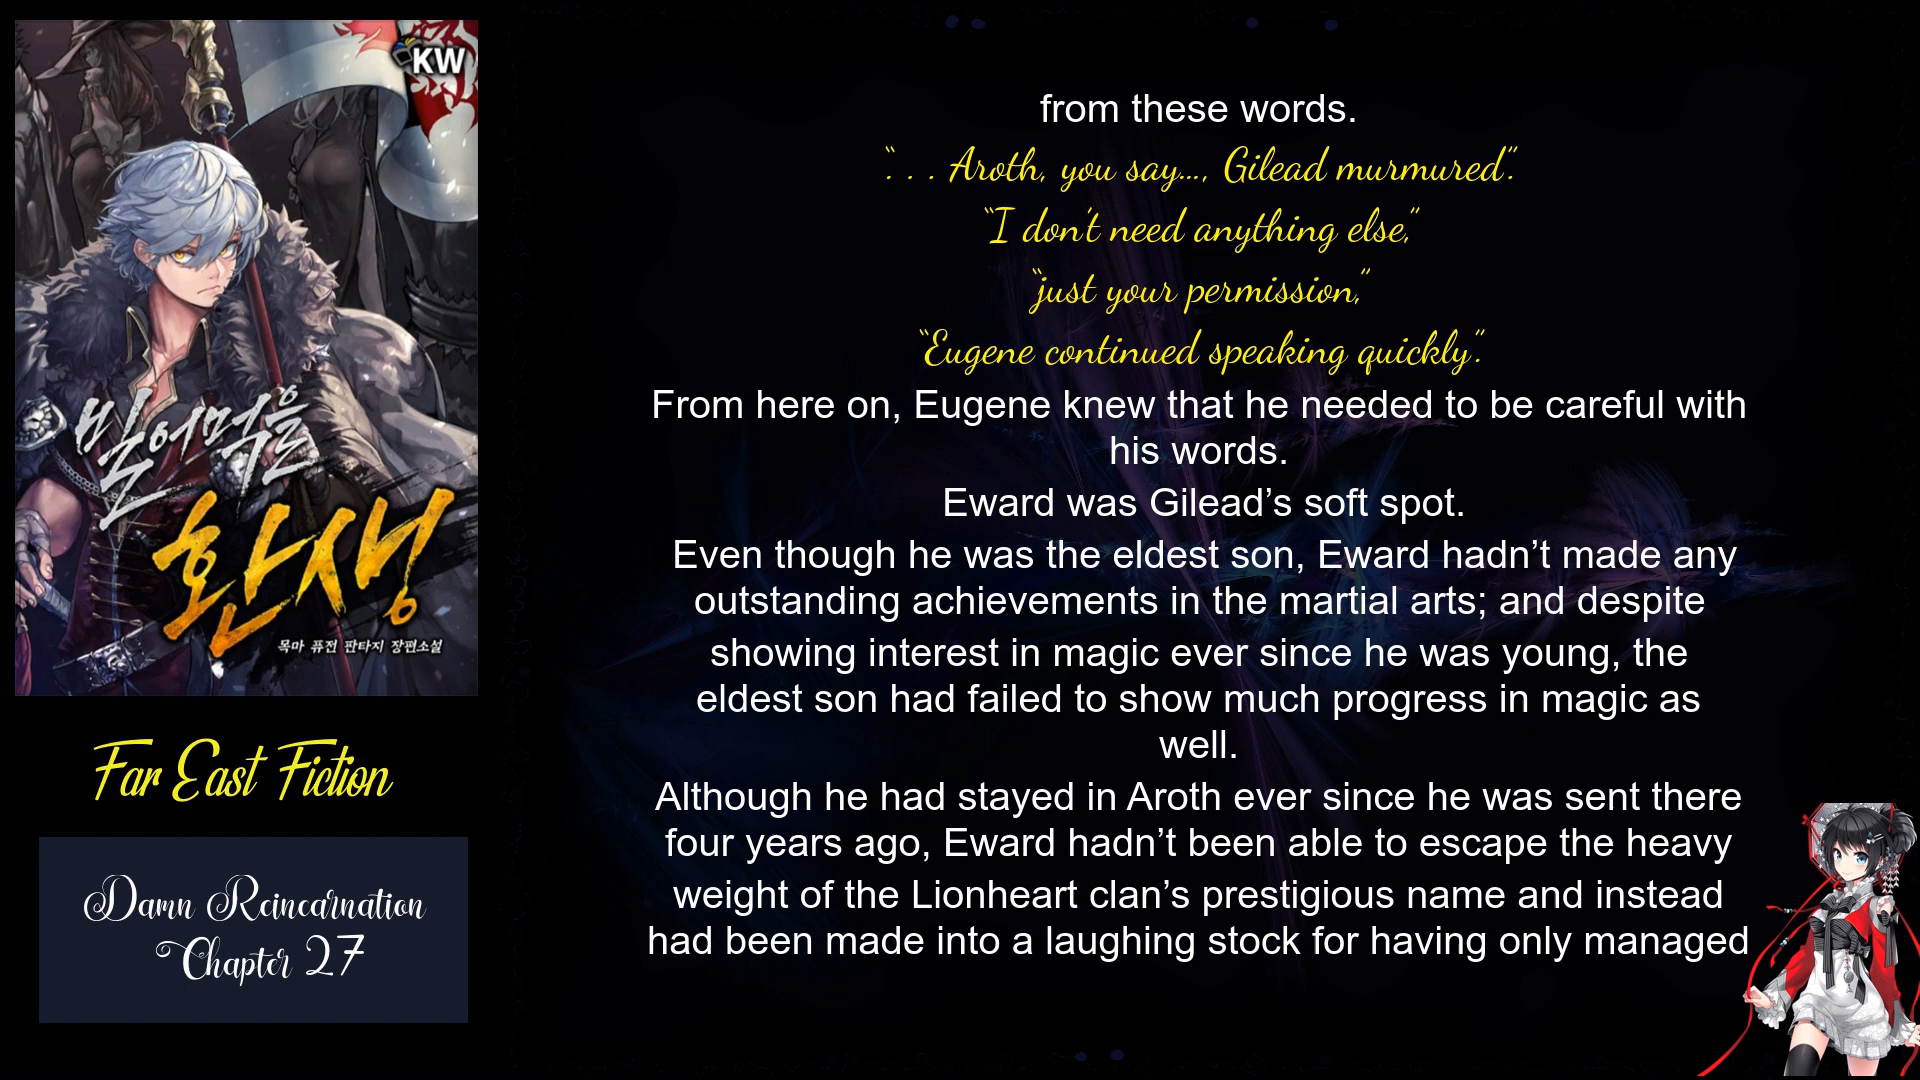 KW
빌어먹을
환생
목마 퓨전 판타지 장편소설
Far East Fiction
Damn Reincarnation
Chapter 27
from these words.
“. . . Aroth, you say…, Gilead murmured”.
“I don’t need anything else,”
“just your permission,”
“Eugene continued speaking quickly”.
From here on, Eugene knew that he needed to be careful with
his words.
Eward was Gilead’s soft spot.
Even though he was the eldest son, Eward hadn’t made any
outstanding achievements in the martial arts; and despite
showing interest in magic ever since he was young, the
eldest son had failed to show much progress in magic as
well.
Although he had stayed in Aroth ever since he was sent there
four years ago, Eward hadn’t been able to escape the heavy
weight of the Lionheart clan’s prestigious name and instead
had been made into a laughing stock for having only managed